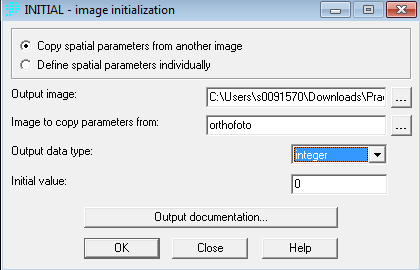 INITIAL - image initialization
Copy spatial parameters from another image
Define spatial parameters individually
Output image: C:\Users\s0091570\Downloads\Prac ...
Image to copy parameters from: orthofoto ...
Output data type: integer
Initial value: 0
Output documentation...
OK Close Help